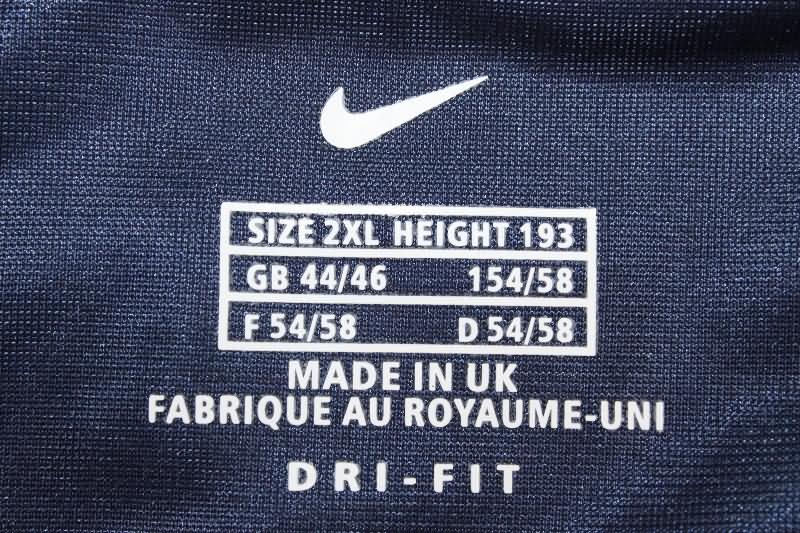 SIZE 2XL HEIGHT 193
GB 44/46 154/58
F 54/58 D 54/58
MADE IN UK
FABRIQUE AU ROYAUME-UNI
DRI-FIT